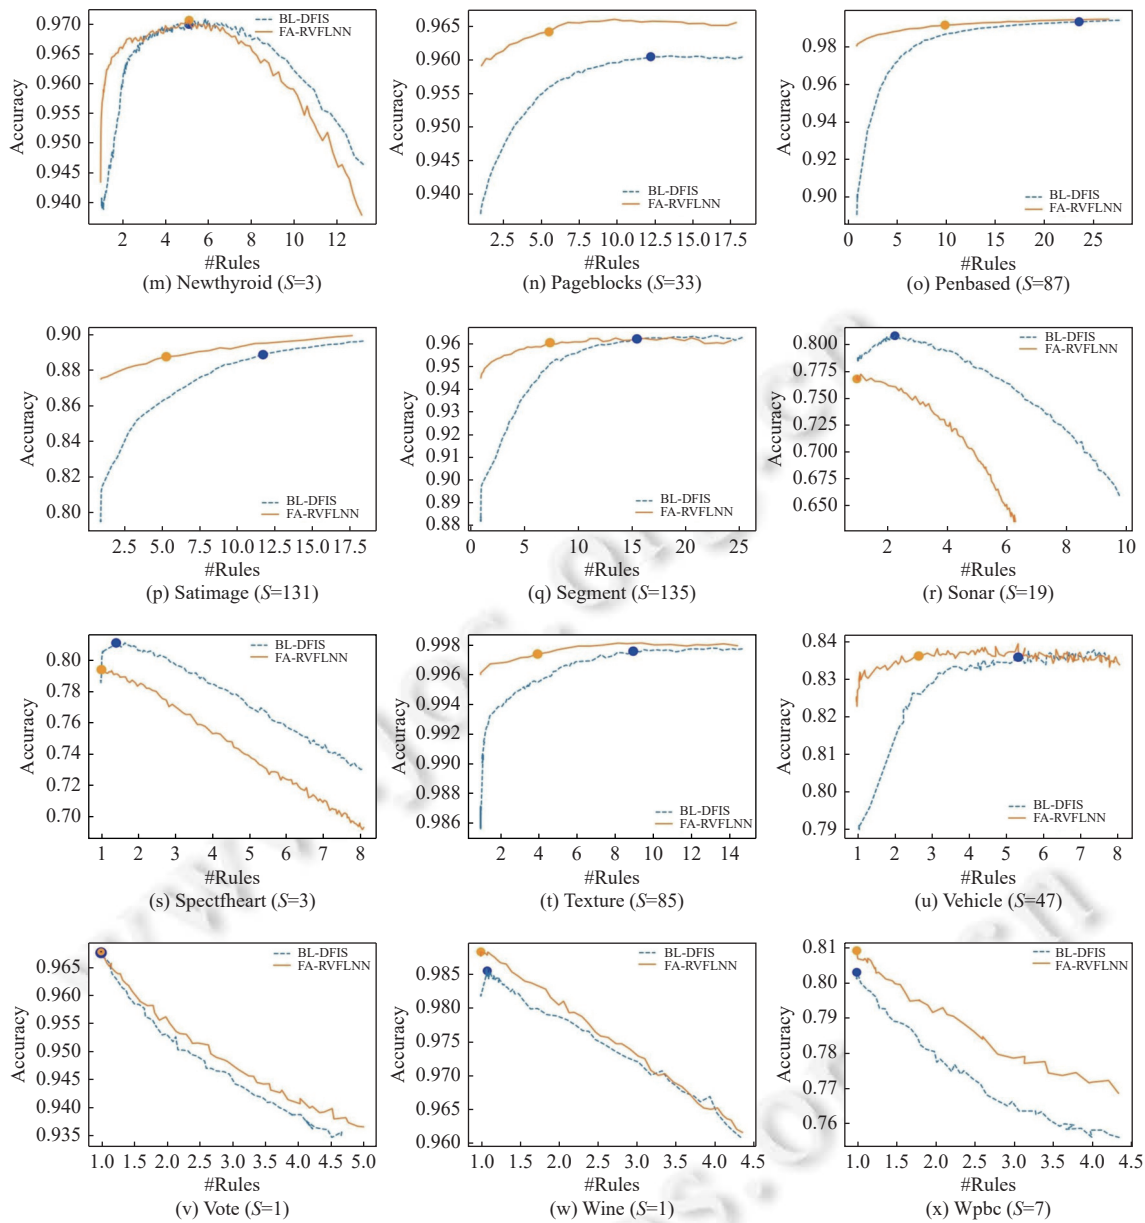 0.970
0.965
0.960
0.955
0.950
0.945
0.940
Accuracy
BL-DFIS
FA-RVFLNN
2 4 6 8 10 12
#Rules
(m) Newthyroid (S=3)
0.965
0.960
0.955
0.950
0.945
0.940
Accuracy
BL-DFIS
FA-RVFLNN
2.5 5.0 7.5 10.0 12.5 15.0 17.5
#Rules
(n) Pageblocks (S=33)
0.98
0.96
0.94
0.92
0.90
Accuracy
BL-DFIS
FA-RVFLNN
0 5 10 15 20 25
#Rules
(o) Penbased (S=87)
0.90
0.88
0.86
0.84
0.82
0.80
Accuracy
BL-DFIS
FA-RVFLNN
2.5 5.0 7.5 10.0 12.5 15.0 17.5
#Rules
(p) Satimage (S=131)
0.96
0.95
0.94
0.93
0.92
0.91
0.90
0.89
0.88
Accuracy
BL-DFIS
FA-RVFLNN
0 5 10 15 20 25
#Rules
(q) Segment (S=135)
0.800
0.775
0.750
0.725
0.700
0.675
0.650
Accuracy
BL-DFIS
FA-RVFLNN
2 4 6 8 10
#Rules
(r) Sonar (S=19)
0.80
0.78
0.76
0.74
0.72
0.70
Accuracy
BL-DFIS
FA-RVFLNN
1 2 3 4 5 6 7 8
#Rules
(s) Spectfheart (S=3)
0.998
0.996
0.994
0.992
0.990
0.988
0.986
Accuracy
BL-DFIS
FA-RVFLNN
2 4 6 8 10 12 14
#Rules
(t) Texture (S=85)
0.84
0.83
0.82
0.81
0.80
0.79
Accuracy
BL-DFIS
FA-RVFLNN
1 2 3 4 5 6 7 8
#Rules
(u) Vehicle (S=47)
0.965
0.960
0.955
0.950
0.945
0.940
0.935
Accuracy
BL-DFIS
FA-RVFLNN
1.0 1.5 2.0 2.5 3.0 3.5 4.0 4.5 5.0
#Rules
(v) Vote (S=1)
0.985
0.980
0.975
0.970
0.965
0.960
Accuracy
BL-DFIS
FA-RVFLNN
1.0 1.5 2.0 2.5 3.0 3.5 4.0 4.5
#Rules
(w) Wine (S=1)
0.81
0.80
0.79
0.78
0.77
0.76
Accuracy
BL-DFIS
FA-RVFLNN
1.0 1.5 2.0 2.5 3.0 3.5 4.0 4.5
#Rules
(x) Wpbc (S=7)